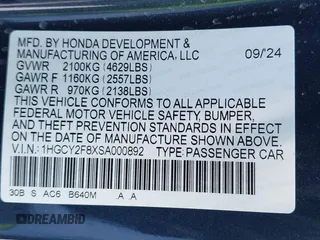 MFD. BY HONDA DEVELOPMENT &
MANUFACTURING OF AMERICA, LLC 09/24
GVWR 2100KG (4629LBS)
GAWR F 1160KG (2557LBS)
GAWR R 970KG (2138LBS)
THIS VEHICLE CONFORMS TO ALL APPLICABLE
FEDERAL MOTOR VEHICLE SAFETY, BUMPER,
AND THEFT PREVENTION STANDARDS IN
EFFECT ON THE DATE OF MANUFACTURE
SHOWN ABOVE.
V.I.N.: 1HGCY2F8XSA000892 TYPE: PASSENGER CAR
30B S AC6 B640M A A
DREAMBID